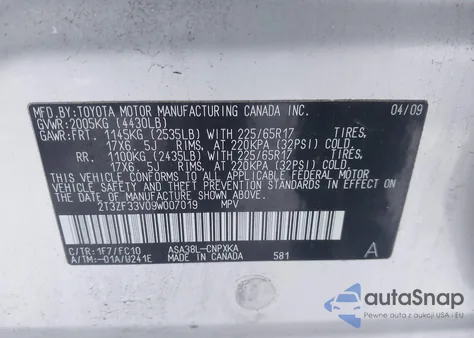 MFD.BY:TOYOTA MOTOR MANUFACTURING CANADA INC. 04/09
GVWR:2005KG (4430LB)
GAWR:FRT. 1145KG (2535LB) WITH 225/65R17 TIRES,
17X6.5J RIMS, AT 220KPA (32PSI) COLD
RR. 1100KG (2435LB) WITH 225/65R17 TIRES,
17X6.5J RIMS, AT 220KPA (32PSI) COLD
THIS VEHICLE CONFORMS TO ALL APPLICABLE FEDERAL MOTOR
VEHICLE SAFETY STANDARDS IN EFFECT ON THE DATE OF
MANUFACTURE SHOWN ABOVE.
2T3ZF33V09W007019 MPV
C/TR:1F7/FC10 ASA38L-CNPXKA A
A/TM:-01A/U241E MADE IN CANADA 581
autoSnap
Pewne auta z aukcji USA i EU